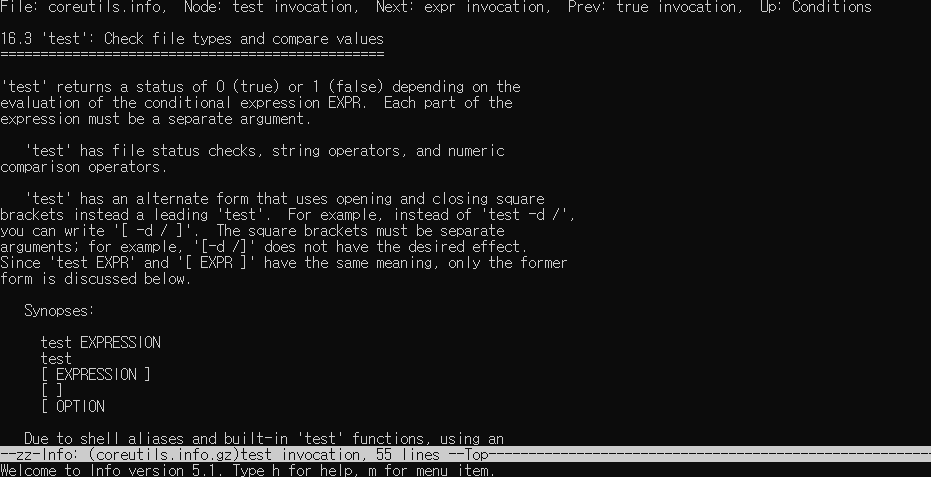 File: coreutils.info,  Node: test invocation,  Next: expr invocation,  Prev: true invocation,  Up: Conditions
16.3 'test': Check file types and compare values
================================================
'test' returns a status of 0 (true) or 1 (false) depending on the
evaluation of the conditional expression EXPR.  Each part of the
expression must be a separate argument.
'test' has file status checks, string operators, and numeric
comparison operators.
'test' has an alternate form that uses opening and closing square
brackets instead a leading 'test'.  For example, instead of 'test -d /',
you can write '[ -d / ]'.  The square brackets must be separate
arguments; for example, '[-d /]' does not have the desired effect.
Since 'test EXPR' and '[ EXPR ]' have the same meaning, only the former
form is discussed below.
Synopses:
test EXPRESSION
test
[ EXPRESSION ]
[ ]
[ OPTION
Due to shell aliases and built-in 'test' functions, using an
--zz-Info: (coreutils.info.gz)test invocation, 55 lines --Top-------------------------------------------------------
Welcome to Info version 5.1. Type h for help, m for menu item.